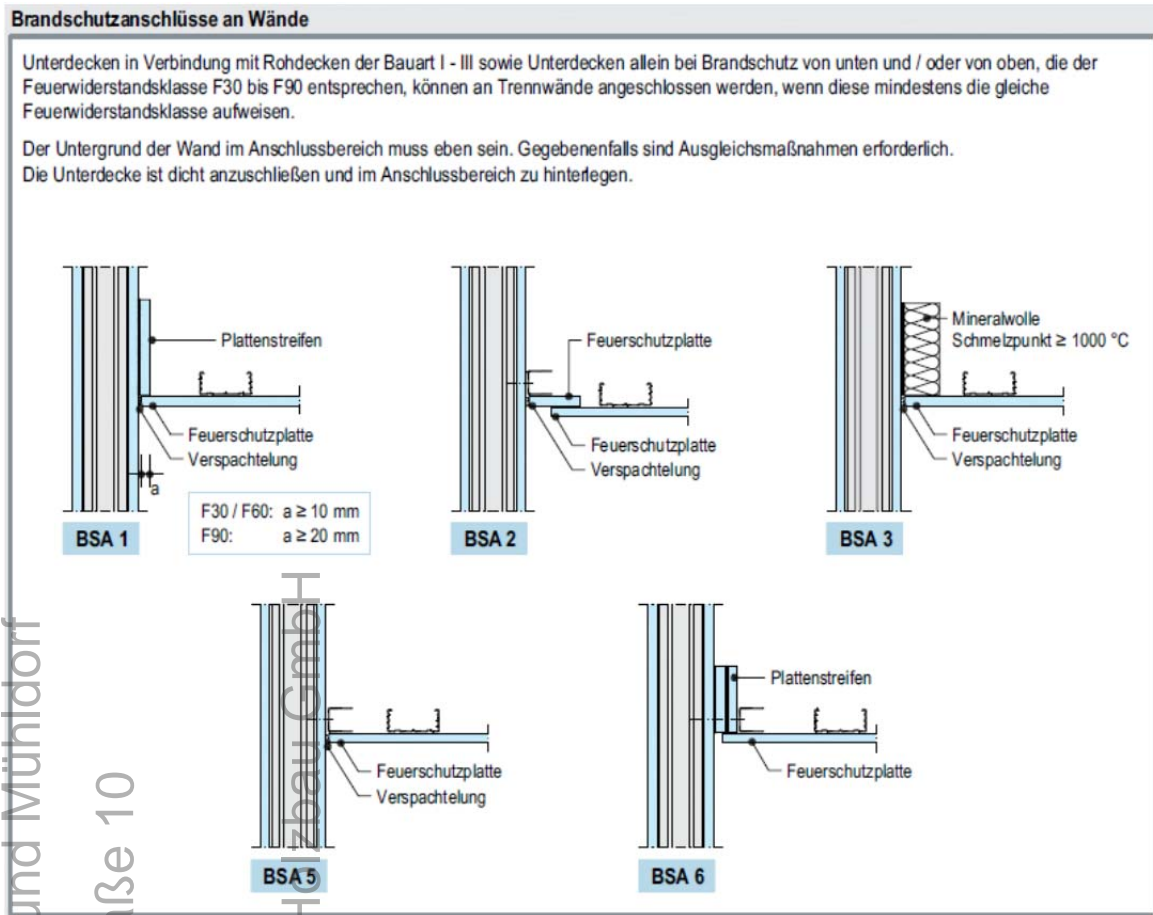 Brandschutzanschlüsse an Wände
Unterdecken in Verbindung mit Rohdecken der Bauart I - III sowie Unterdecken allein bei Brandschutz von unten und / oder von oben, die der
Feuerwiderstandsklasse F30 bis F90 entsprechen, können an Trennwände angeschlossen werden, wenn diese mindestens die gleiche
Feuerwiderstandsklasse aufweisen.
Der Untergrund der Wand im Anschlussbereich muss eben sein. Gegebenenfalls sind Ausgleichsmaßnahmen erforderlich.
Die Unterdecke ist dicht anzuschließen und im Anschlussbereich zu hinterlegen.
Plattenstreifen
Feuerschutzplatte
Verspachtelung
a
F30 / F60: a ≥ 10 mm
F90: a ≥ 20 mm
BSA 1
Feuerschutzplatte
Feuerschutzplatte
Verspachtelung
BSA 2
Mineralwolle
Schmelzpunkt ≥ 1000 °C
Feuerschutzplatte
Verspachtelung
BSA 3
Feuerschutzplatte
Verspachtelung
BSA 5
Plattenstreifen
Feuerschutzplatte
BSA 6
und Mühldorf
aße 10
Holzbau GmbH